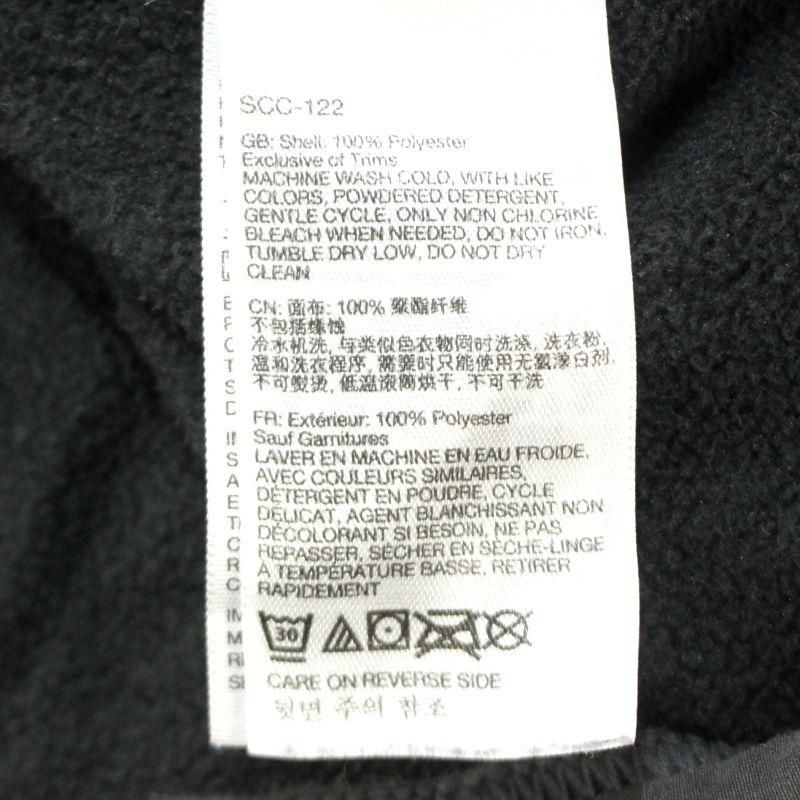 SCC-122
GB: Shell: 100% Polyester
Exclusive of Trims
MACHINE WASH COLD, WITH LIKE
COLORS, POWDERED DETERGENT,
GENTLE CYCLE, ONLY NON CHLORINE
BLEACH WHEN NEEDED, DO NOT IRON,
TUMBLE DRY LOW, DO NOT DRY
CLEAN
CN: 面布: 100% 聚酯纤维
不包括蛛蚀
冷水机洗, 与类似色衣物同时洗涤, 洗衣粉,
温和洗衣程序, 需要时只能使用无氯漂白剂,
不可熨烫, 低温滚筒烘干, 不可干洗
FR: Extérieur: 100% Polyester
Sauf Garnitures
LAVER EN MACHINE EN EAU FROIDE,
AVEC COULEURS SIMILAIRES,
DÉTERGENT EN POUDRE, CYCLE
DÉLICAT, AGENT BLANCHISSANT NON
DÉCOLORANT SI BESOIN, NE PAS
REPASSER, SÉCHER EN SÈCHE-LINGE
À TEMPÉRATURE BASSE, RETIRER
RAPIDEMENT
30
CARE ON REVERSE SIDE
뒷면 주의 참조